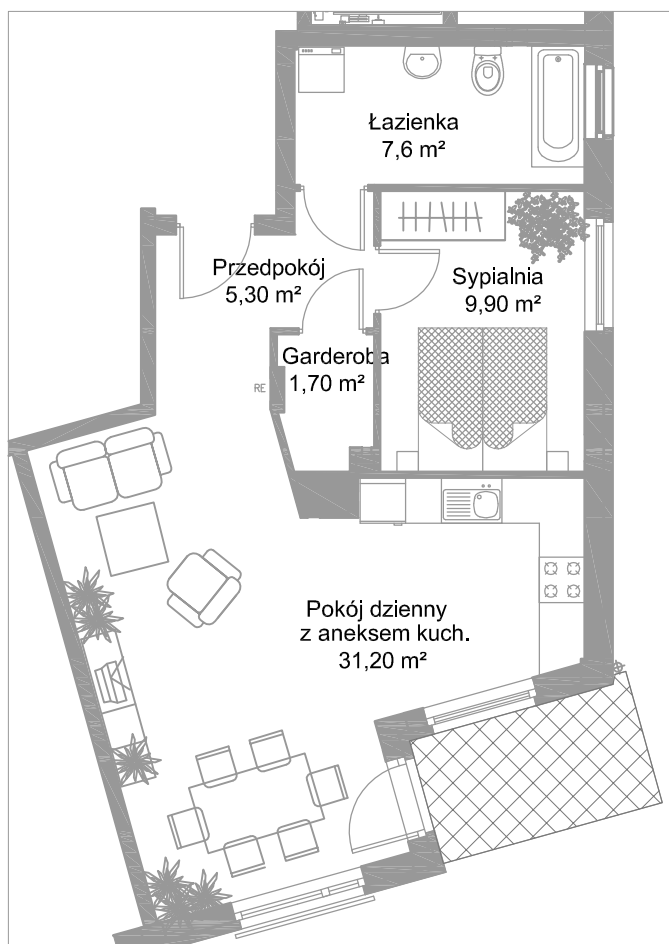 Łazienka
7,6 m²
Przedpokój
5,30 m²
Sypialnia
9,90 m²
Garderoba
1,70 m²
RE
Pokój dzienny
z aneksem kuch.
31,20 m²